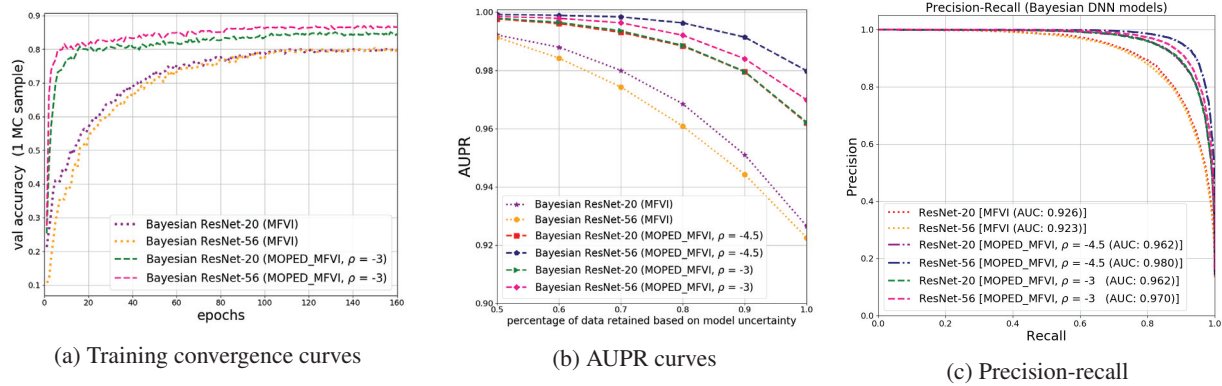 val accuracy (1 MC sample)
0.1
0.2
0.3
0.4
0.5
0.6
0.7
0.8
0.9
1
0
20
40
60
80
100
120
140
160
epochs
Bayesian ResNet-20 (MFVI)
Bayesian ResNet-56 (MFVI)
Bayesian ResNet-20 (MOPED_MFVI, ρ = -3)
Bayesian ResNet-56 (MOPED_MFVI, ρ = -3)
(a) Training convergence curves
AUPR
1.00
0.98
0.96
0.94
0.92
0.90
0.5
0.6
0.7
0.8
0.9
1.0
percentage of data retained based on model uncertainty
Bayesian ResNet-20 (MFVI)
Bayesian ResNet-56 (MFVI)
Bayesian ResNet-20 (MOPED_MFVI, ρ = -4.5)
Bayesian ResNet-56 (MOPED_MFVI, ρ = -4.5)
Bayesian ResNet-20 (MOPED_MFVI, ρ = -3)
Bayesian ResNet-56 (MOPED_MFVI, ρ = -3)
(b) AUPR curves
Precision-Recall (Bayesian DNN models)
Precision
1.0
0.8
0.6
0.4
0.2
0.0
0.0
0.2
0.4
0.6
0.8
1.0
Recall
ResNet-20 [MFVI (AUC: 0.926)]
ResNet-56 [MFVI (AUC: 0.923)]
ResNet-20 [MOPED_MFVI, ρ = -4.5 (AUC: 0.962)]
ResNet-56 [MOPED_MFVI, ρ = -4.5 (AUC: 0.980)]
ResNet-20 [MOPED_MFVI, ρ = -3 (AUC: 0.962)]
ResNet-56 [MOPED_MFVI, ρ = -3 (AUC: 0.970)]
(c) Precision-recall